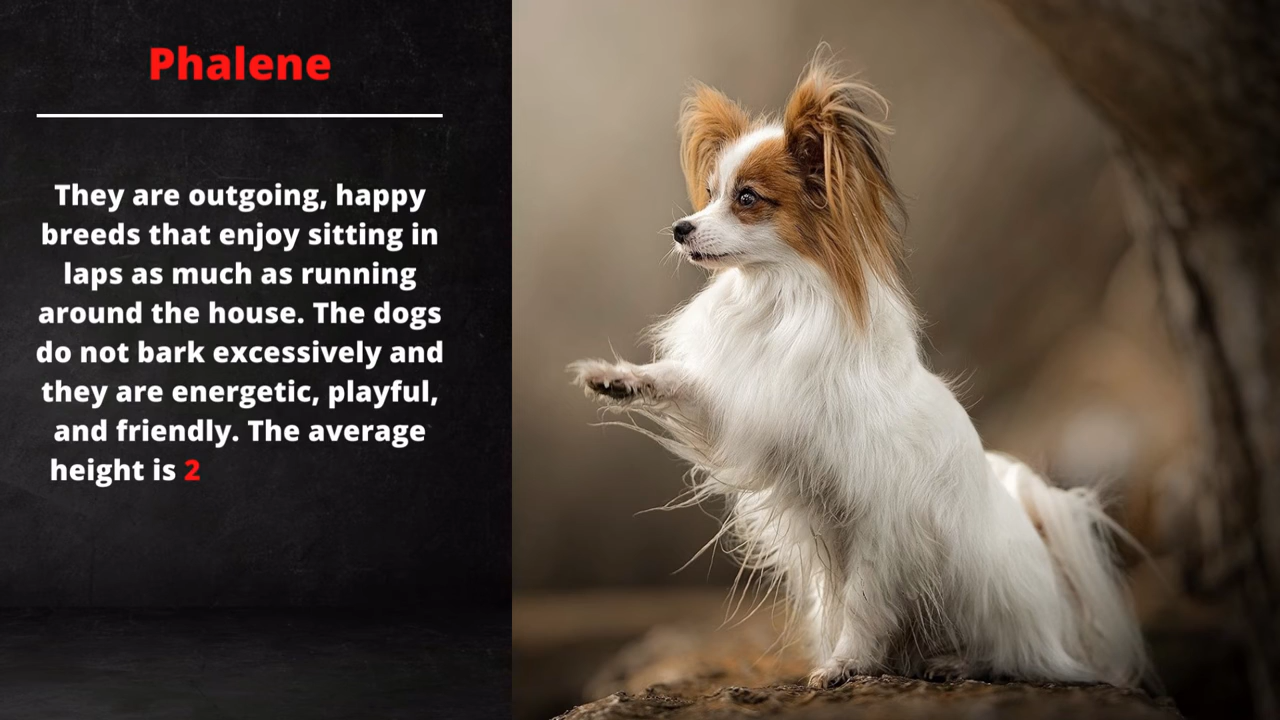 Phalene
They are outgoing, happy
breeds that enjoy sitting in
laps as much as running
around the house. The dogs
do not bark excessively and
they are energetic, playful,
and friendly. The average
height is 2